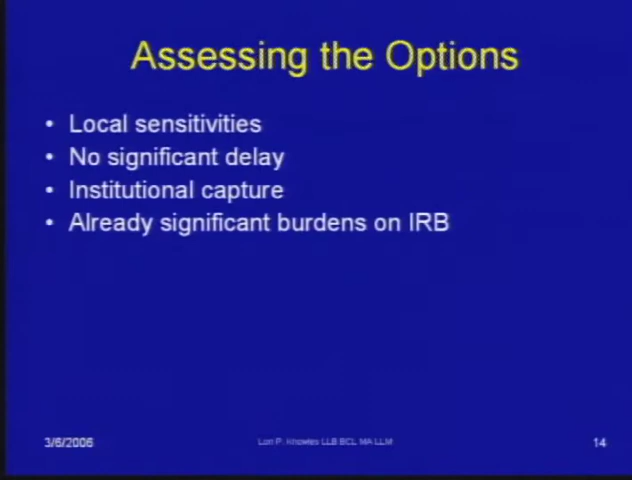 Assessing the Options
• Local sensitivities
• No significant delay
• Institutional capture
• Already significant burdens on IRB
3/6/2006
Lori P. Knowles LLB BCL MA LLM
14